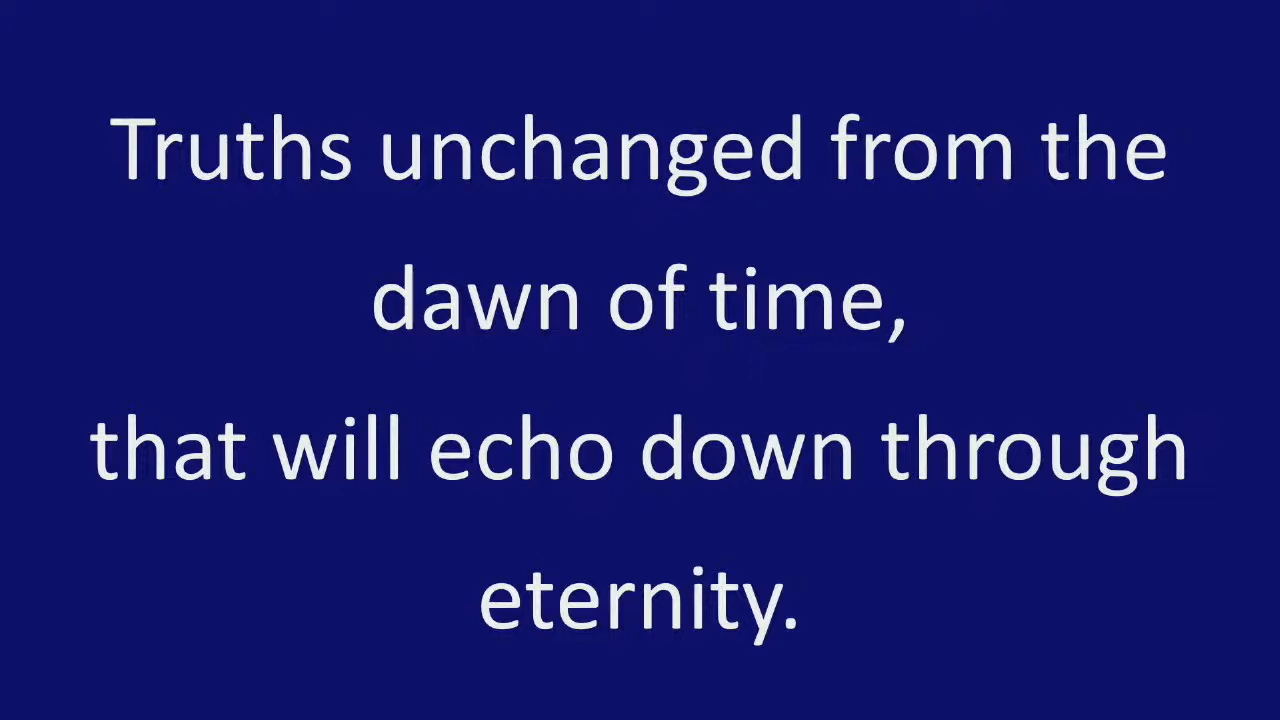 Truths unchanged from the
dawn of time,
that will echo down through
eternity.